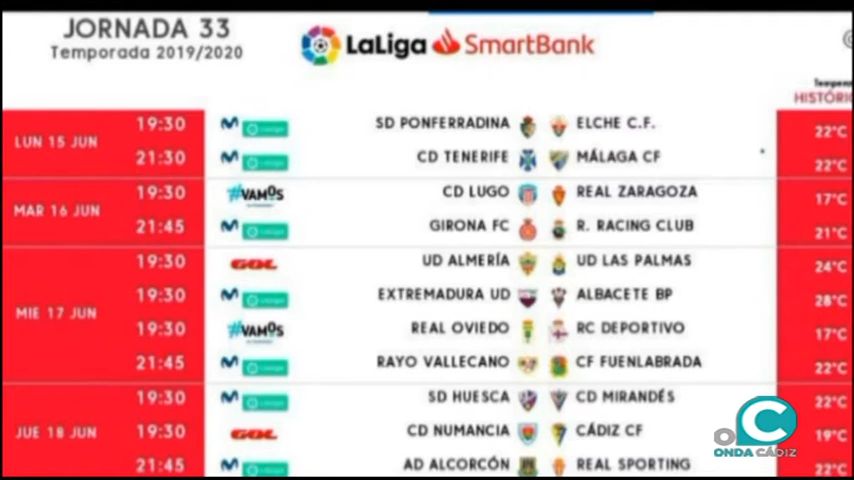 JORNADA 33
Temporada 2019/2020
LaLiga SmartBank
HISTÓRI
LUN 15 JUN
19:30 SD PONFERRADINA ELCHE C.F. 22°C
21:30 CD TENERIFE MÁLAGA CF 22°C
MAR 16 JUN
19:30 #VAMOS CD LUGO REAL ZARAGOZA 17°C
21:45 GIRONA FC R. RACING CLUB 21°C
MIE 17 JUN
19:30 GOL UD ALMERÍA UD LAS PALMAS 24°C
19:30 EXTREMADURA UD ALBACETE BP 28°C
19:30 #VAMOS REAL OVIEDO RC DEPORTIVO 17°C
21:45 RAYO VALLECANO CF FUENLABRADA 22°C
JUE 18 JUN
19:30 SD HUESCA CD MIRANDÉS 22°C
19:30 GOL CD NUMANCIA CÁDIZ CF 19°C
21:45 AD ALCORCÓN REAL SPORTING 22°C
ONDA CÁDIZ